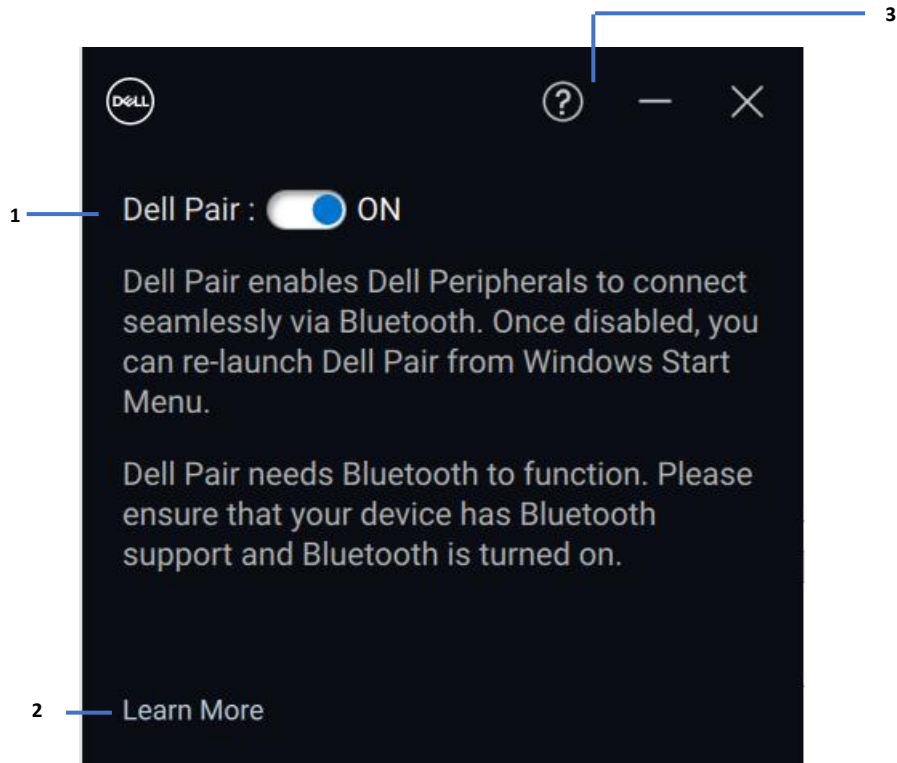 3
DELL
?
1
Dell Pair : ON
Dell Pair enables Dell Peripherals to connect
seamlessly via Bluetooth. Once disabled, you
can re-launch Dell Pair from Windows Start
Menu.
Dell Pair needs Bluetooth to function. Please
ensure that your device has Bluetooth
support and Bluetooth is turned on.
2
Learn More